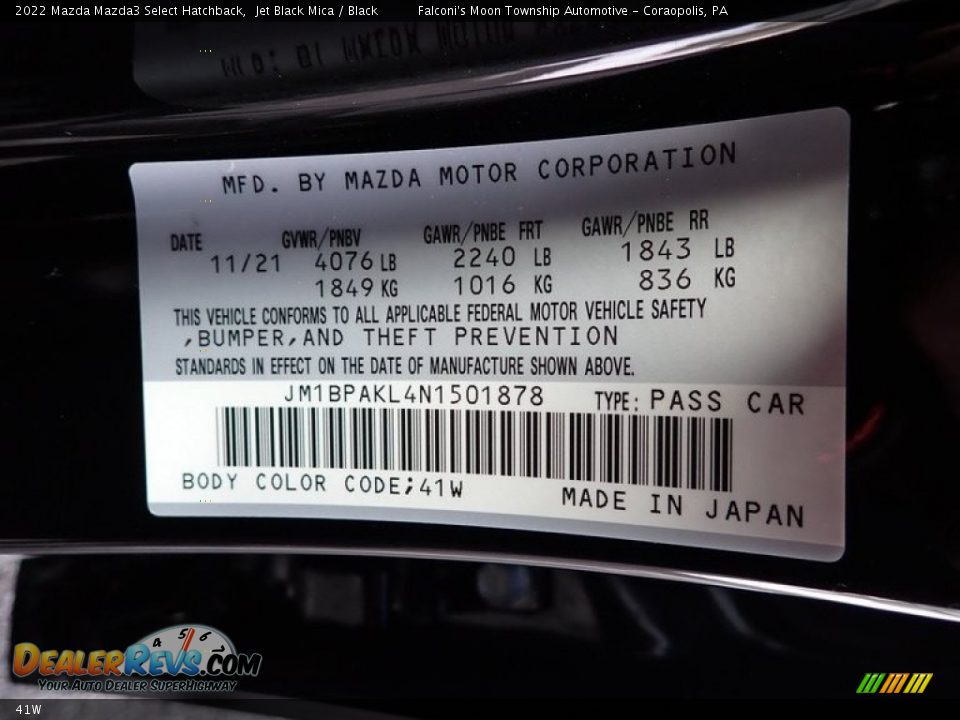 2022 Mazda Mazda3 Select Hatchback, Jet Black Mica / Black Falconi's Moon Township Automotive - Coraopolis, PA
MFD. BY MAZDA MOTOR CORPORATION
DATE GVWR/PNBV GAWR/PNBE FRT GAWR/PNBE RR
11/21 4076 LB 2240 LB 1843 LB
1849 KG 1016 KG 836 KG
THIS VEHICLE CONFORMS TO ALL APPLICABLE FEDERAL MOTOR VEHICLE SAFETY
,BUMPER,AND THEFT PREVENTION
STANDARDS IN EFFECT ON THE DATE OF MANUFACTURE SHOWN ABOVE.
JM1BPAKL4N1501878 TYPE: PASS CAR
BODY COLOR CODE;41W MADE IN JAPAN
4 5 6
DEALERREVS.COM
YOUR AUTO DEALER SUPERHIGHWAY
41W